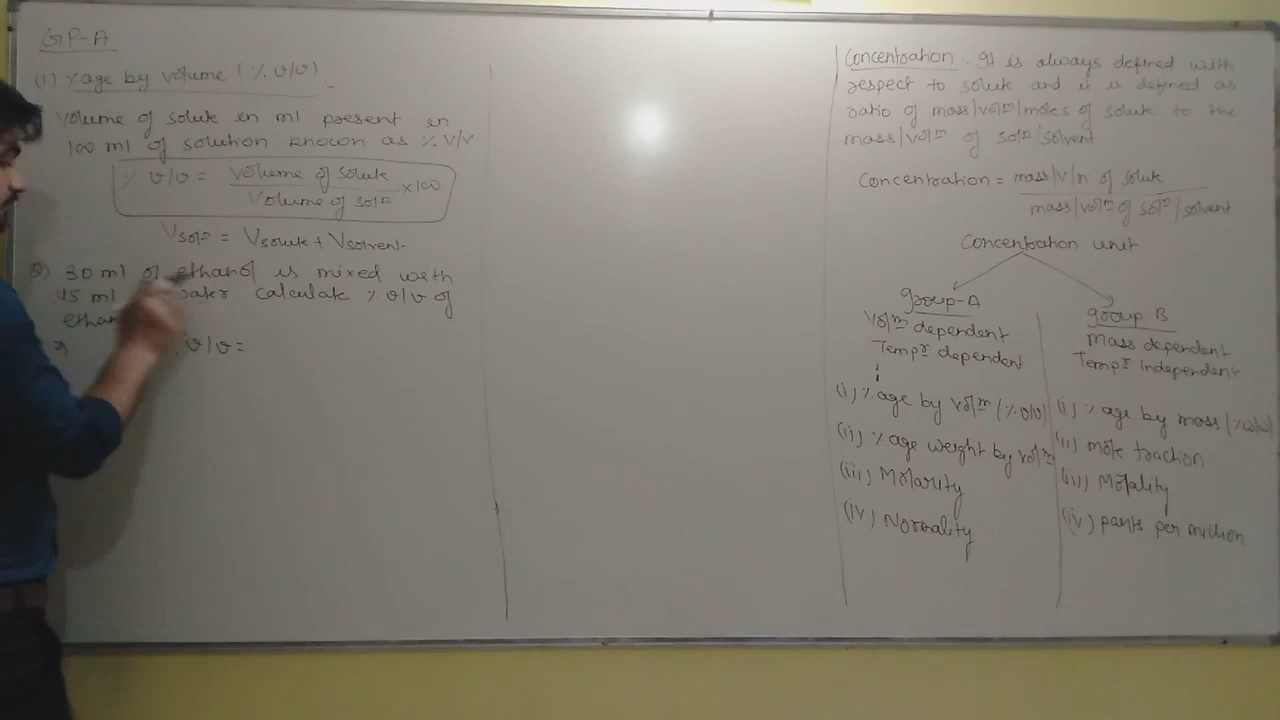 GP-A
(i) %age by volume (% v/v)
Volume of solute in ml present in
100 ml of solution known as % V/V
% v/v = Volume of solute / Volume of solⁿ × 100
Vsolⁿ = Vsolute + Vsolvent
Q) 30 ml of ethanol is mixed with
45 ml water calculate % v/v of
v/v =
Concentration: It is always defined with
respect to solute and it is defined as
ratio of mass/volᵐ/moles of solute to the
mass/volᵐ of solⁿ/solvent
Concentration = mass/v/n of solute / mass/volᵐ of solⁿ/solvent
Concentration unit
group-A
Volᵐ dependent
Tempʳ dependent
(i) % age by volᵐ (% v/v)
(ii) % age weight by volᵐ
(iii) Molarity
(iv) Normality
group B
Mass dependent
Tempʳ independent
(i) % age by mass (% w/w)
(ii) mole fraction
(iii) Molality
(iv) parts per million